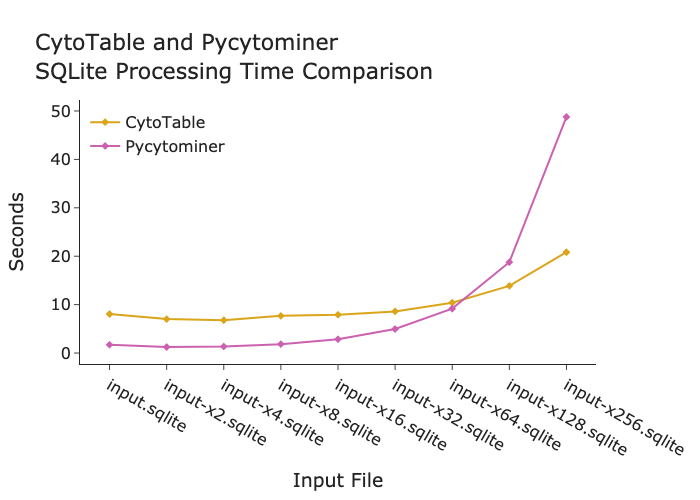 CytoTable and Pycytominer
SQLite Processing Time Comparison
50
40
30
20
10
0
Seconds
CytoTable
Pycytominer
input.sqlite
input-x2.sqlite
input-x4.sqlite
input-x8.sqlite
input-x16.sqlite
input-x32.sqlite
input-x64.sqlite
input-x128.sqlite
input-x256.sqlite
Input File